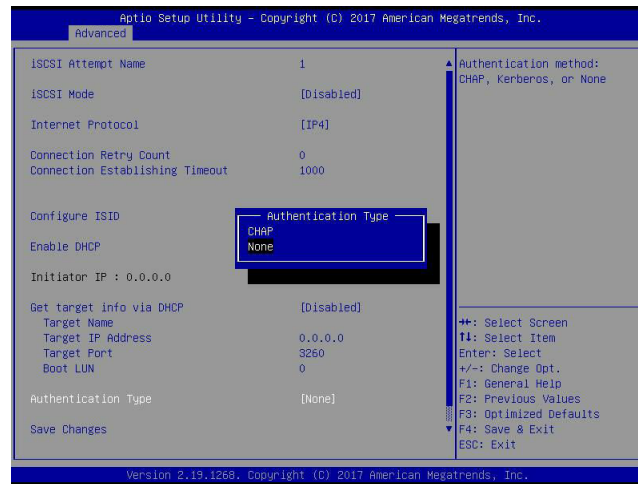 Aptio Setup Utility – Copyright (C) 2017 American Megatrends, Inc.
Advanced
iSCSI Attempt Name 1
iSCSI Mode [Disabled]
Internet Protocol [IP4]
Connection Retry Count 0
Connection Establishing Timeout 1000
Configure ISID
Enable DHCP
Initiator IP : 0.0.0.0
Get target info via DHCP [Disabled]
Target Name
Target IP Address 0.0.0.0
Target Port 3260
Boot LUN 0
Authentication Type [None]
Save Changes
Authentication Type
CHAP
None
Authentication method:
CHAP, Kerberos, or None
→←: Select Screen
↑↓: Select Item
Enter: Select
+/-: Change Opt.
F1: General Help
F2: Previous Values
F3: Optimized Defaults
F4: Save & Exit
ESC: Exit
Version 2.19.1268. Copyright (C) 2017 American Megatrends, Inc.